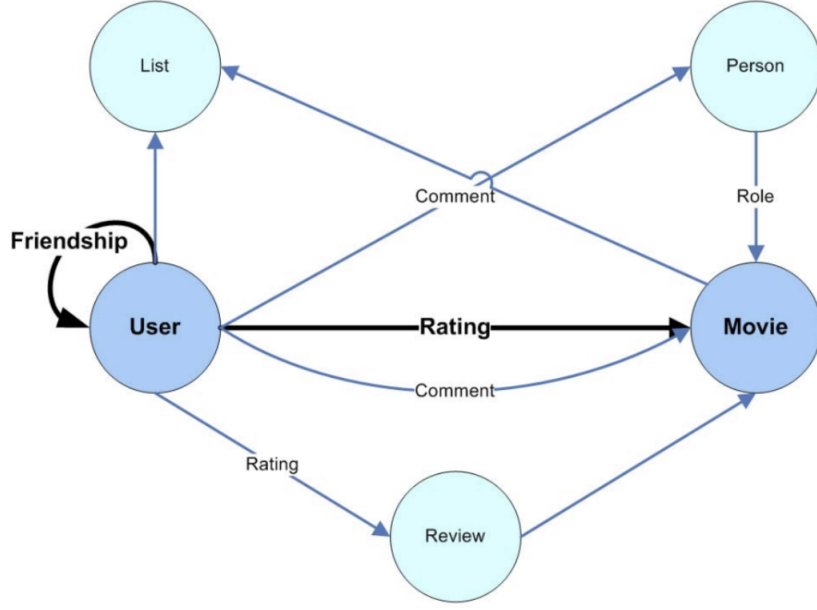 List
Person
Comment
Role
Friendship
User
Rating
Movie
Comment
Rating
Review